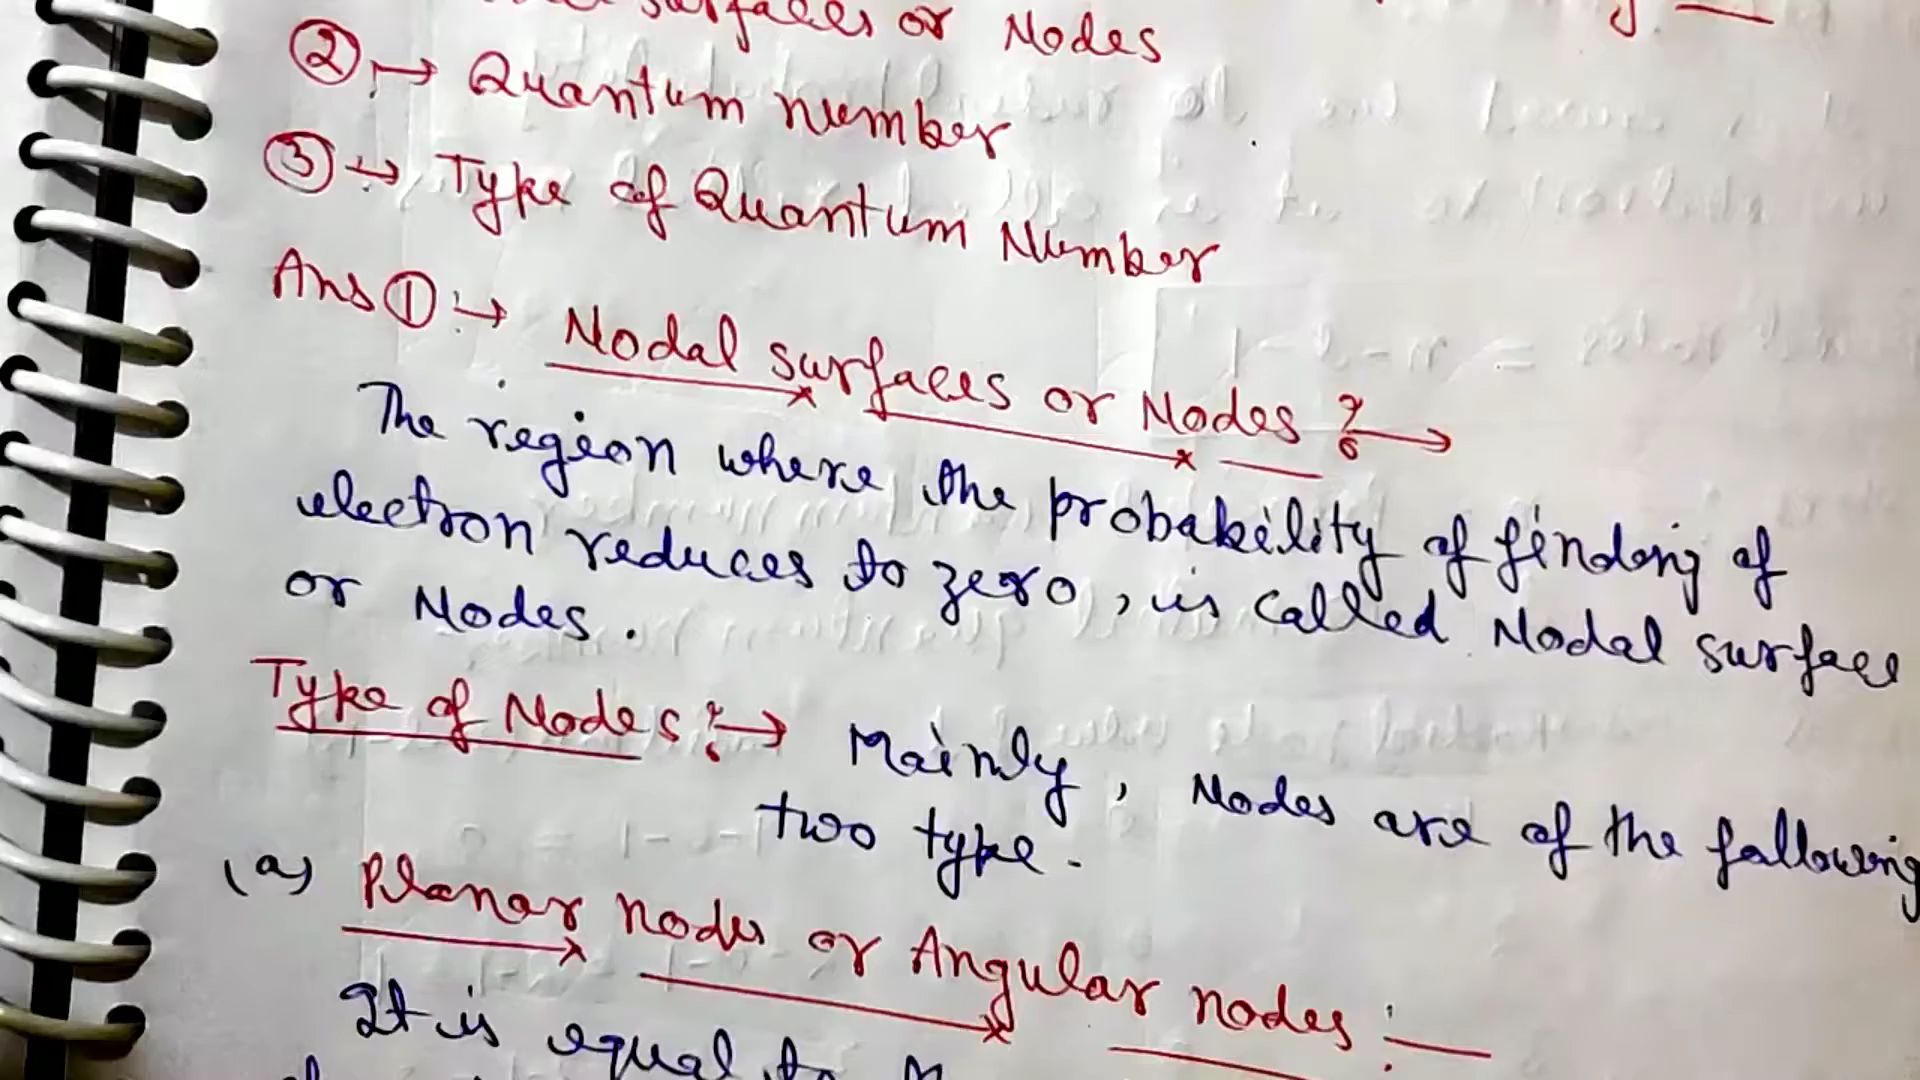 surfaces or Nodes
② → Quantum number
③ → Type of Quantum Number
Ans ① :→ Nodal surfaces or Nodes :→
The region where the probability of finding of
electron reduces to zero, is called Nodal surface
or Nodes.
Type of Nodes :→ Mainly, Nodes are of the following
two type.
(a) Planar nodes or Angular nodes :—
It is equal to